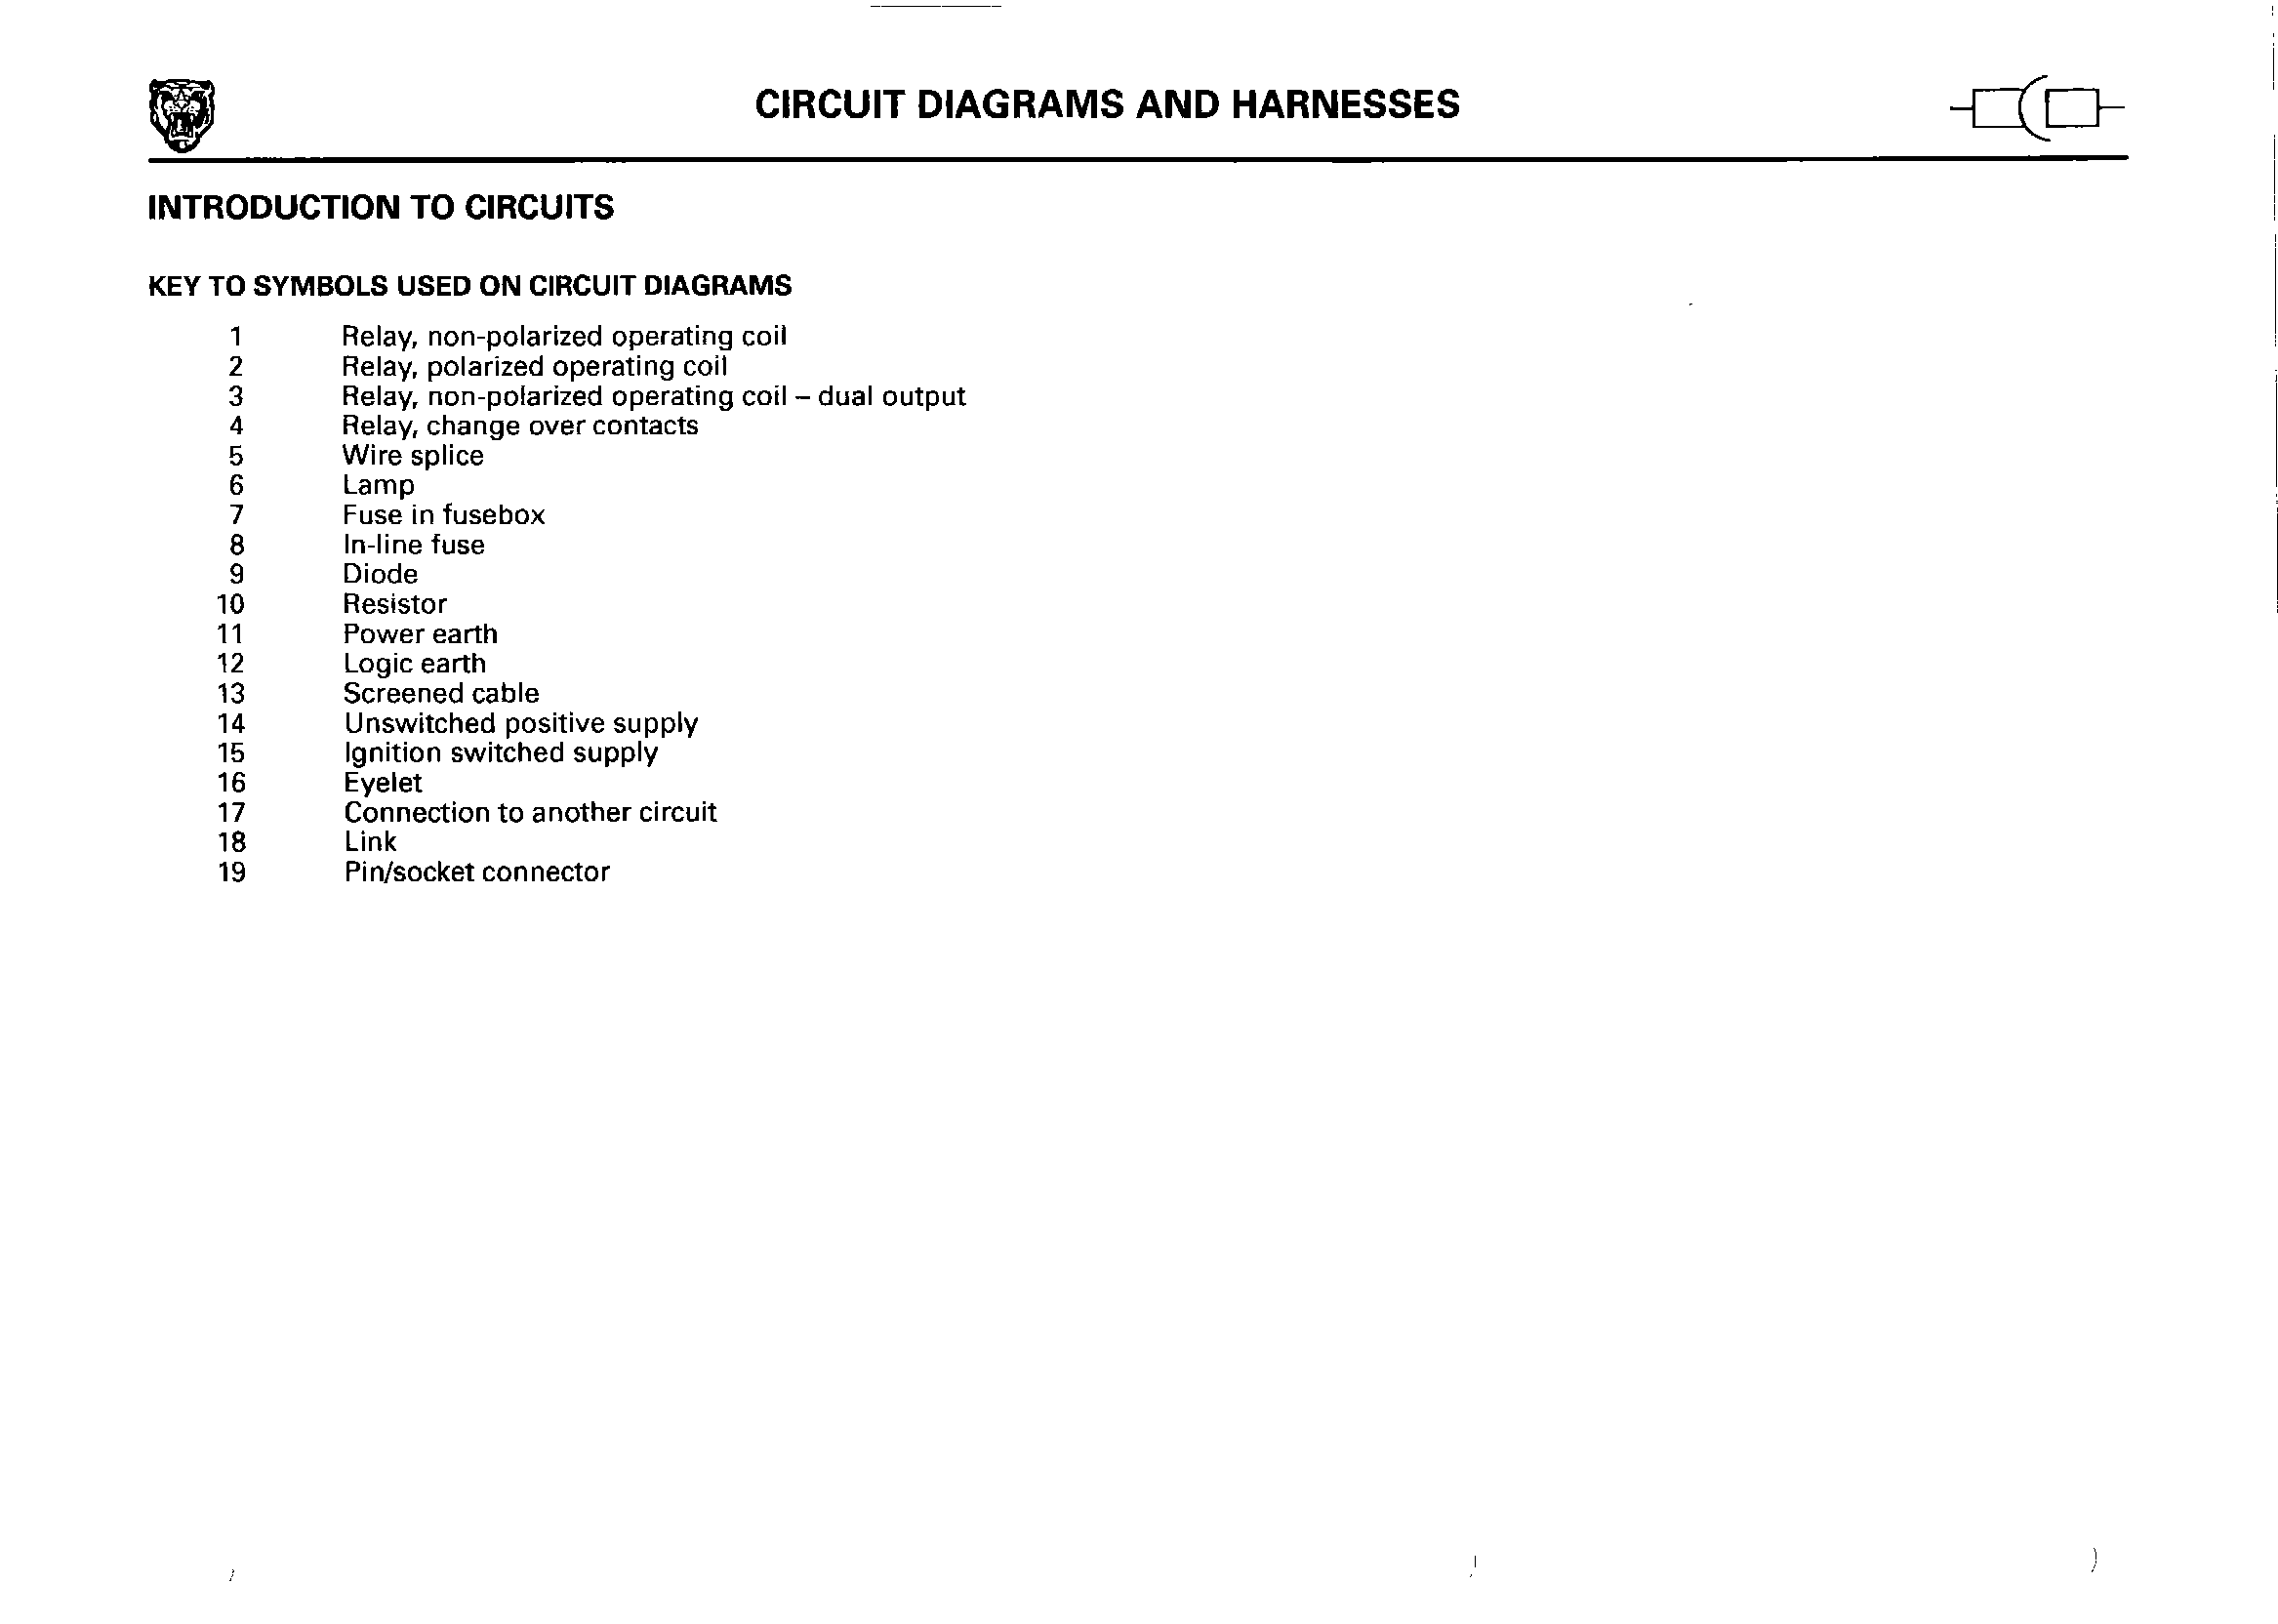 CIRCUIT DIAGRAMS AND HARNESSES
INTRODUCTION TO CIRCUITS
KEY TO SYMBOLS USED ON CIRCUIT DIAGRAMS
1 Relay, non-polarized operating coil
2 Relay, polarized operating coil
3 Relay, non-polarized operating coil – dual output
4 Relay, change over contacts
5 Wire splice
6 Lamp
7 Fuse in fusebox
8 In-line fuse
9 Diode
10 Resistor
11 Power earth
12 Logic earth
13 Screened cable
14 Unswitched positive supply
15 Ignition switched supply
16 Eyelet
17 Connection to another circuit
18 Link
19 Pin/socket connector